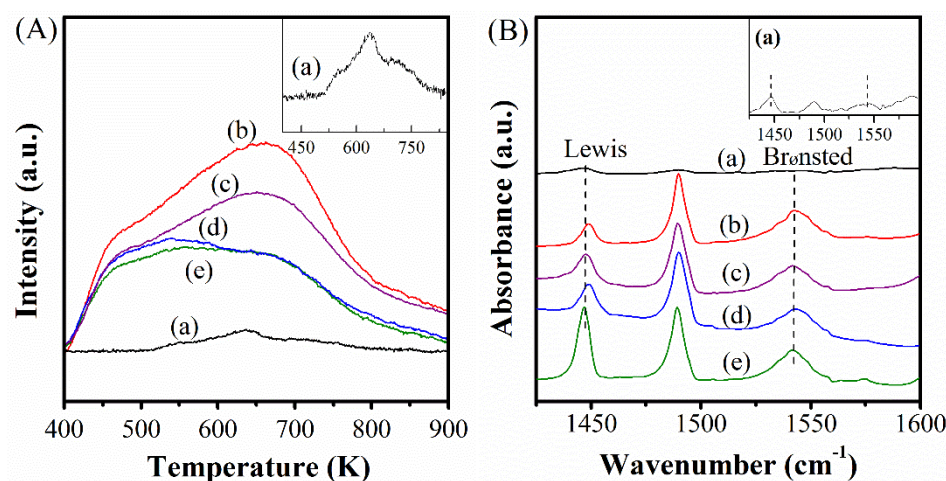 (A)
(a)
450 600 750
(b)
(c)
(d)
(e)
(a)
Intensity (a.u.)
400 500 600 700 800 900
Temperature (K)
(B)
(a)
1450 1500 1550
Lewis
(a)
Brønsted
(b)
(c)
(d)
(e)
Absorbance (a.u.)
1450 1500 1550 1600
Wavenumber (cm⁻¹)